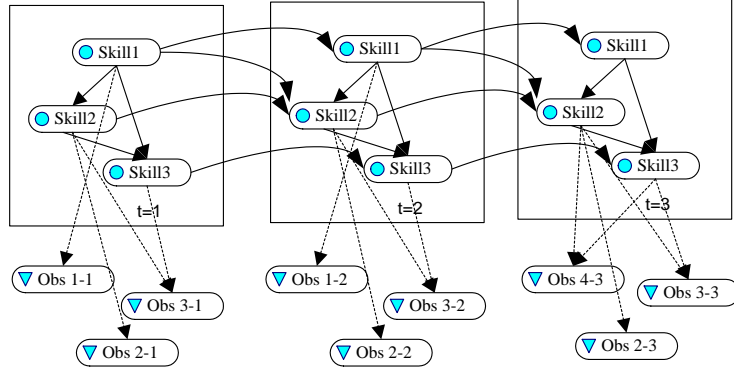 Skill1
Skill2
Skill3
t=1
Obs 1-1
Obs 3-1
Obs 2-1
Skill1
Skill2
Skill3
t=2
Obs 1-2
Obs 3-2
Obs 2-2
Skill1
Skill2
Skill3
t=3
Obs 4-3
Obs 3-3
Obs 2-3